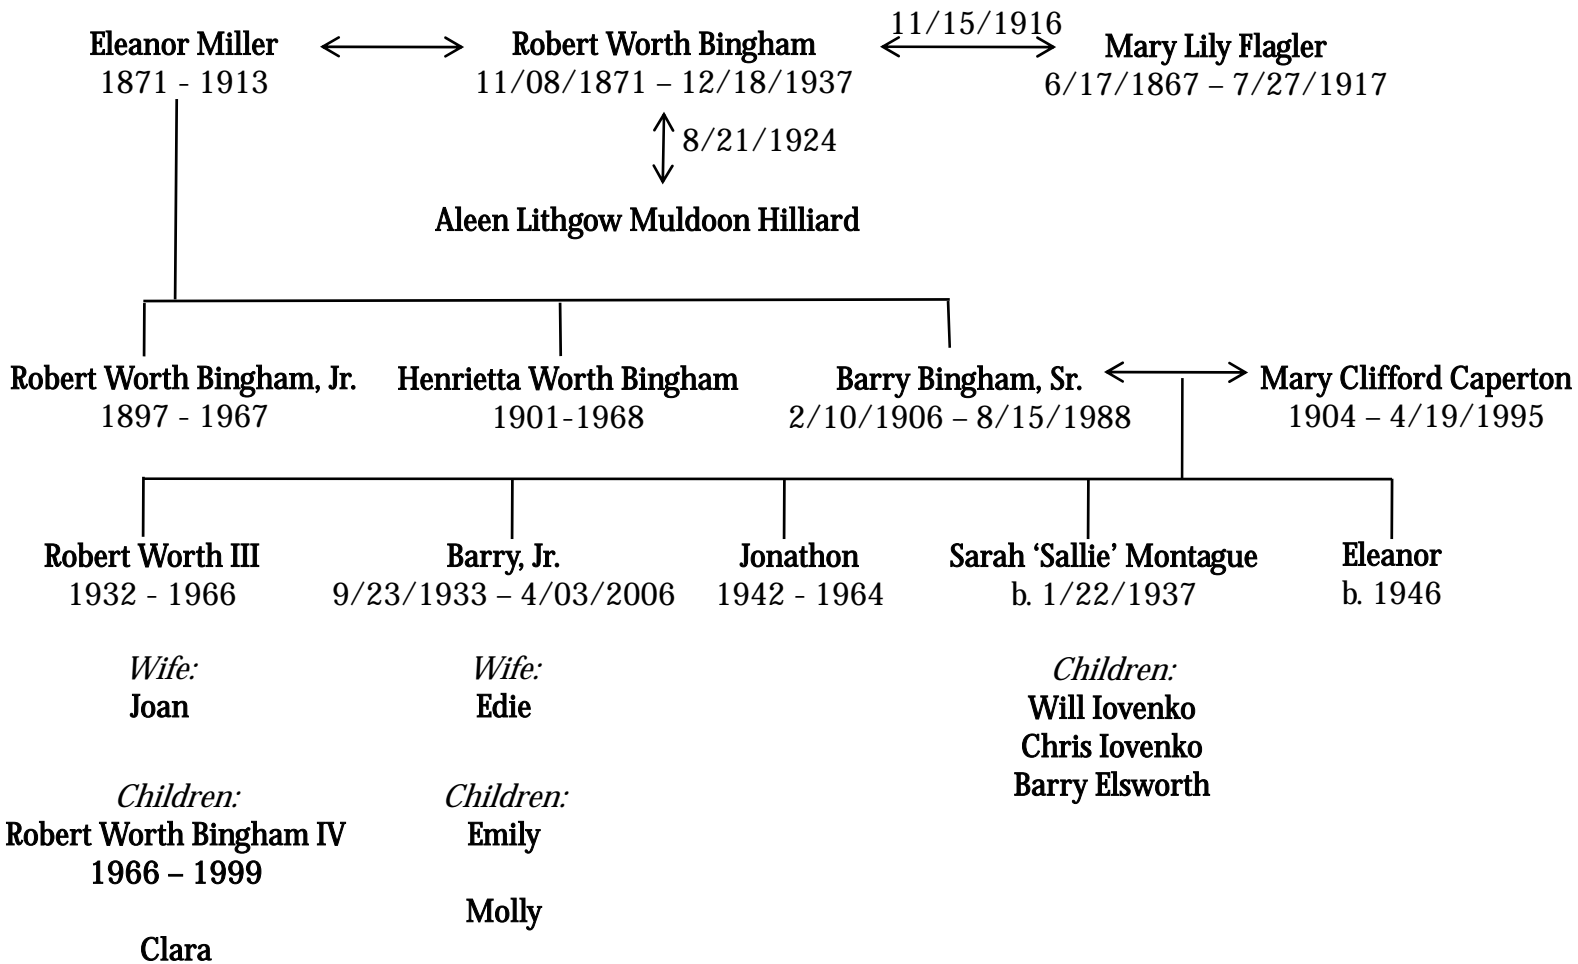 Eleanor Miller
1871 - 1913
Robert Worth Bingham
11/08/1871 – 12/18/1937
11/15/1916
Mary Lily Flagler
6/17/1867 – 7/27/1917
8/21/1924
Aleen Lithgow Muldoon Hilliard
Robert Worth Bingham, Jr.
1897 - 1967
Henrietta Worth Bingham
1901-1968
Barry Bingham, Sr.
2/10/1906 – 8/15/1988
Mary Clifford Caperton
1904 – 4/19/1995
Robert Worth III
1932 - 1966
Wife:
Joan
Children:
Robert Worth Bingham IV
1966 – 1999
Clara
Barry, Jr.
9/23/1933 – 4/03/2006
Wife:
Edie
Children:
Emily
Molly
Jonathon
1942 - 1964
Sarah ‘Sallie’ Montague
b. 1/22/1937
Children:
Will Iovenko
Chris Iovenko
Barry Elsworth
Eleanor
b. 1946